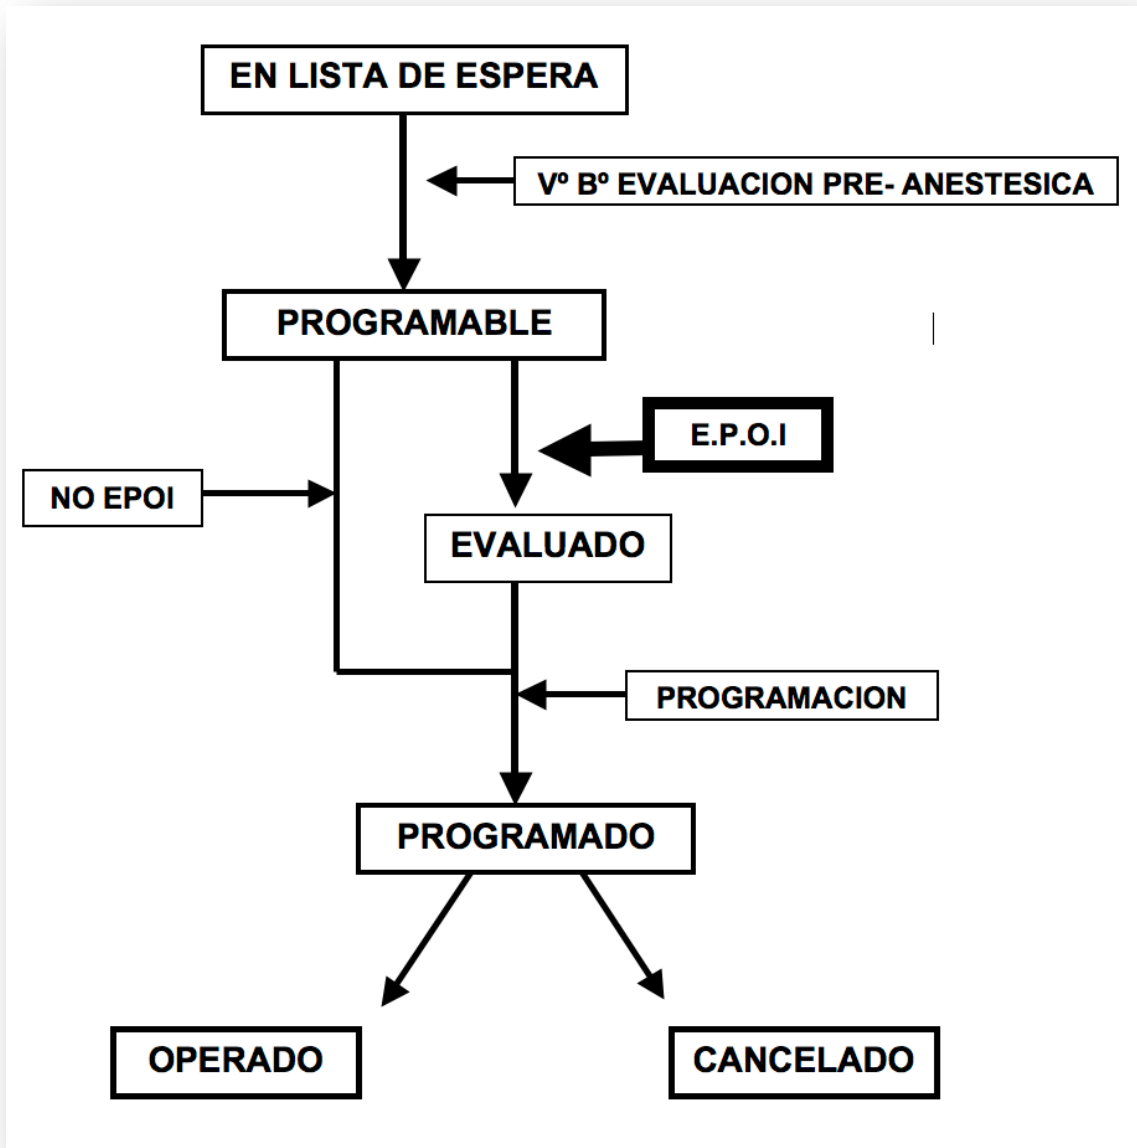 EN LISTA DE ESPERA
Vº Bº EVALUACION PRE- ANESTESICA
PROGRAMABLE
E.P.O.I
NO EPOI
EVALUADO
PROGRAMACION
PROGRAMADO
OPERADO
CANCELADO